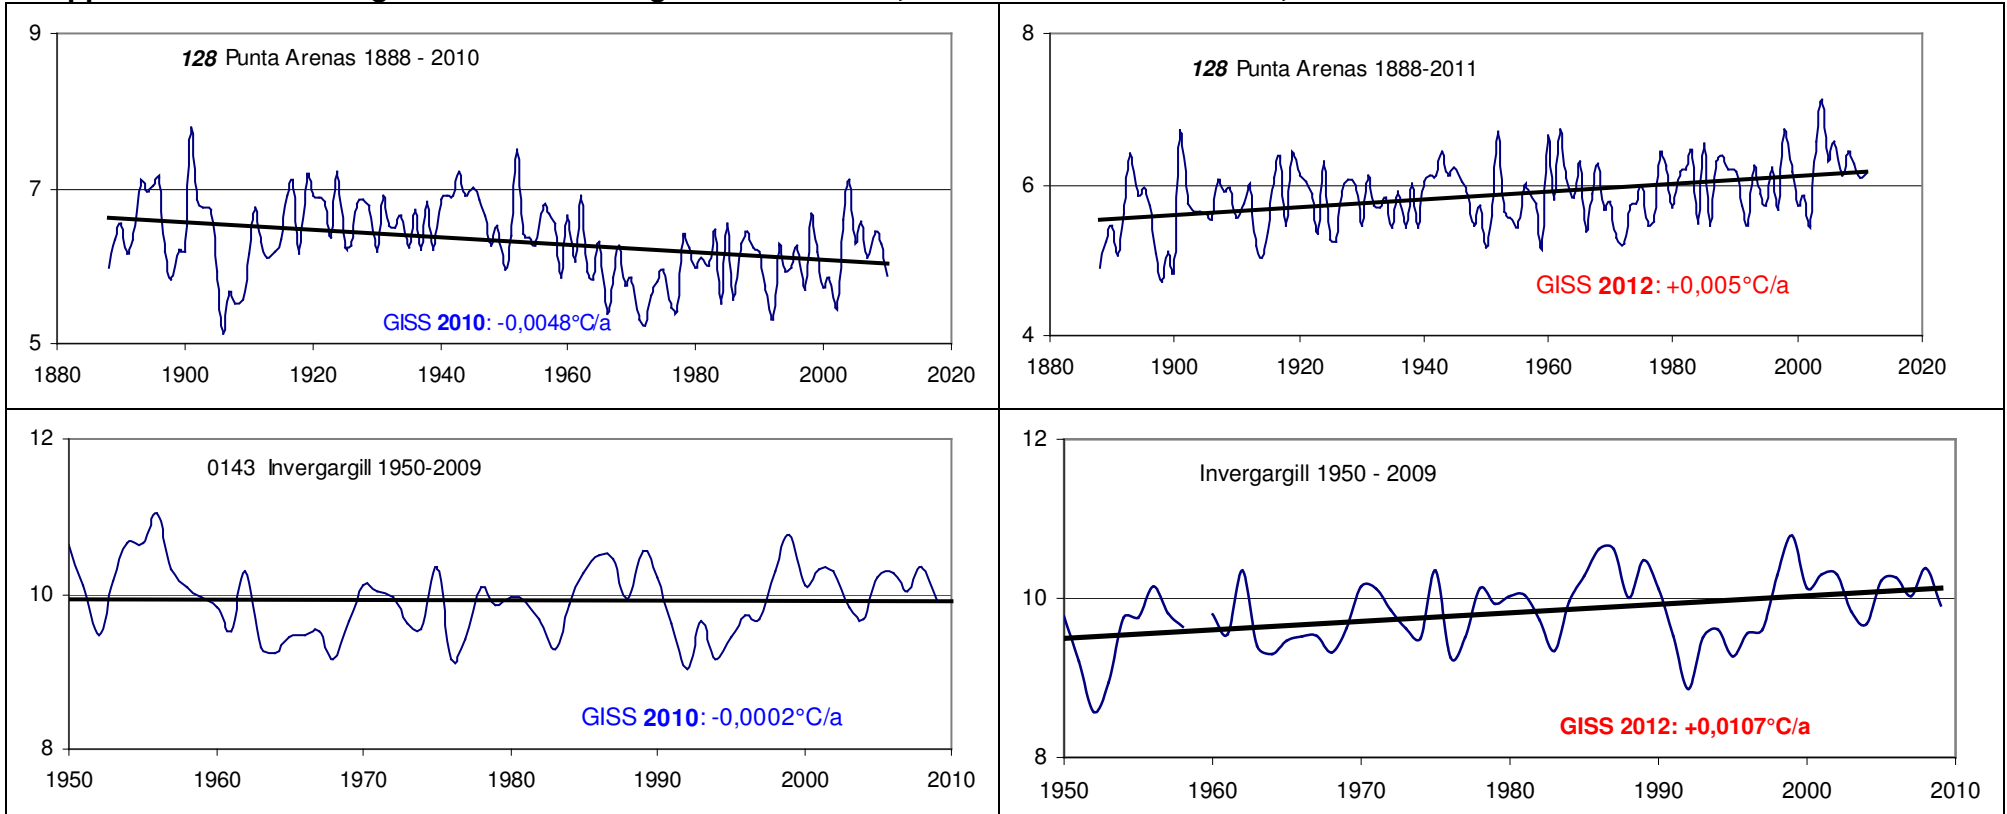 9
128 Punta Arenas 1888 - 2010
7
GISS 2010: -0,0048°C/a
5
1880 1900 1920 1940 1960 1980 2000 2020
8
128 Punta Arenas 1888-2011
6
GISS 2012: +0,005°C/a
4
1880 1900 1920 1940 1960 1980 2000 2020
12
0143 Invergargill 1950-2009
10
GISS 2010: -0,0002°C/a
8
1950 1960 1970 1980 1990 2000 2010
12
Invergargill 1950 - 2009
10
GISS 2012: +0,0107°C/a
8
1950 1960 1970 1980 1990 2000 2010